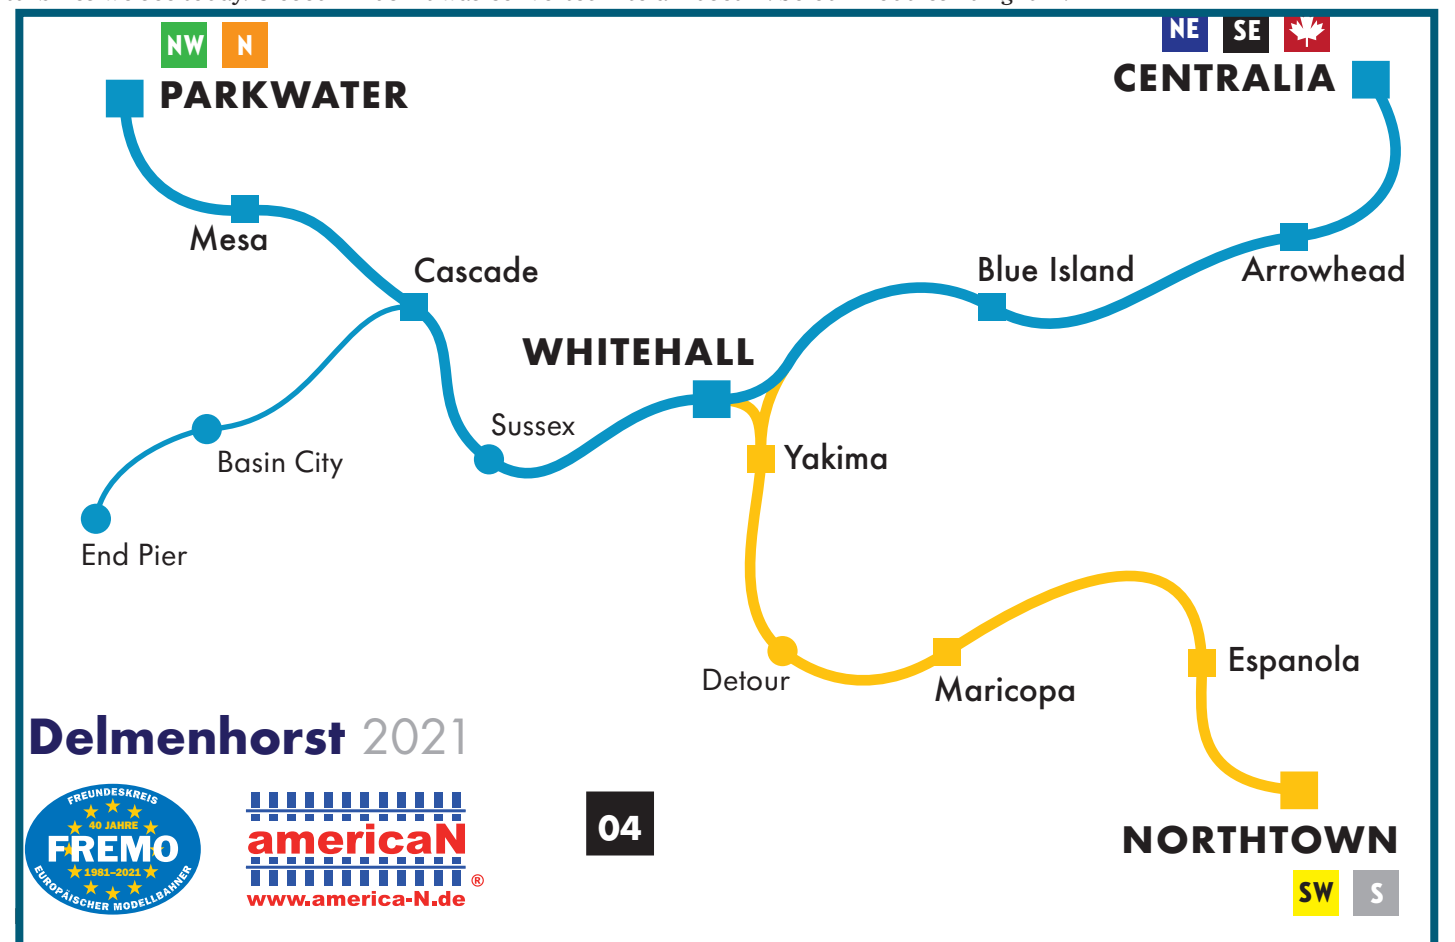 NW N
PARKWATER
NE SE
CENTRALIA
Mesa
Cascade
Blue Island
Arrowhead
WHITEHALL
Sussex
Basin City
Yakima
End Pier
Detour
Maricopa
Espanola
NORTHTOWN
SW S
Delmenhorst 2021
FREUNDESKREIS
40 JAHRE
FREMO
1981–2021
EUROPÄISCHER MODELLBAHNER
americaN
®
www.america-N.de
04